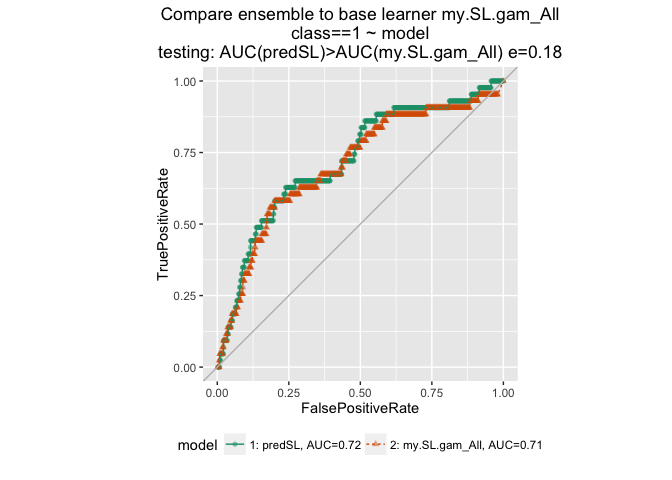 Compare ensemble to base learner my.SL.gam_All
class==1 ~ model
testing: AUC(predSL)>AUC(my.SL.gam_All) e=0.18
1.00
0.75
0.50
0.25
0.00
TruePositiveRate
0.00 0.25 0.50 0.75 1.00
FalsePositiveRate
model 1: predSL, AUC=0.72 2: my.SL.gam_All, AUC=0.71